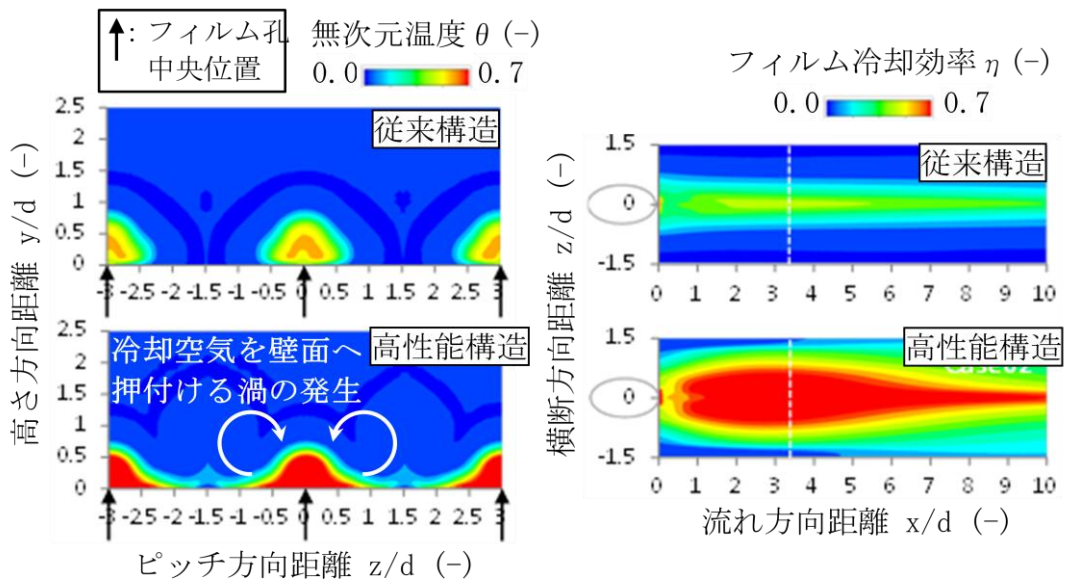 ↑: フィルム孔
中央位置
無次元温度 θ (-)
0.0 0.7
高さ方向距離 y/d (-)
従来構造
2.5
2
1.5
1
0.5
0
-3 -2.5 -2 -1.5 -1 -0.5 0 0.5 1 1.5 2 2.5 3
高性能構造
冷却空気を壁面へ
押付ける渦の発生
2.5
2
1.5
1
0.5
0
-3 -2.5 -2 -1.5 -1 -0.5 0 0.5 1 1.5 2 2.5 3
ピッチ方向距離 z/d (-)
フィルム冷却効率 η (-)
0.0 0.7
横断方向距離 z/d (-)
従来構造
1.5
0
-1.5
0 1 2 3 4 5 6 7 8 9 10
高性能構造
1.5
0
-1.5
0 1 2 3 4 5 6 7 8 9 10
流れ方向距離 x/d (-)